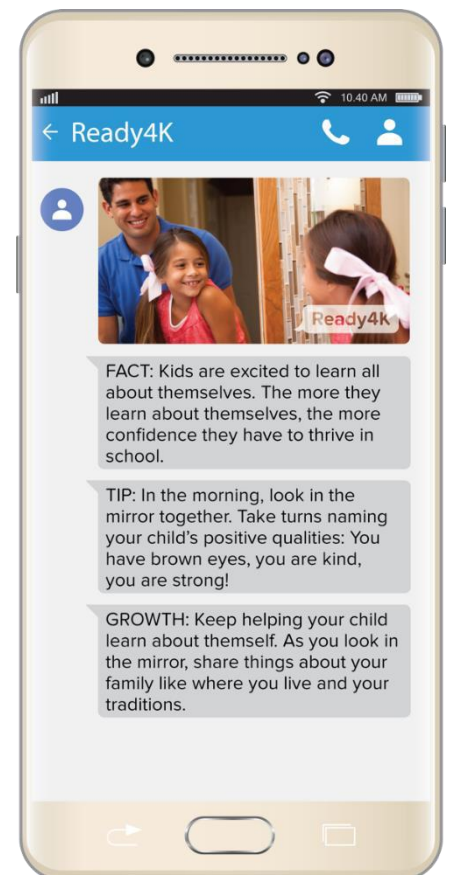 10.40 AM
Ready4K
Ready4K
FACT: Kids are excited to learn all
about themselves. The more they
learn about themselves, the more
confidence they have to thrive in
school.
TIP: In the morning, look in the
mirror together. Take turns naming
your child's positive qualities: You
have brown eyes, you are kind,
you are strong!
GROWTH: Keep helping your child
learn about themself. As you look in
the mirror, share things about your
family like where you live and your
traditions.